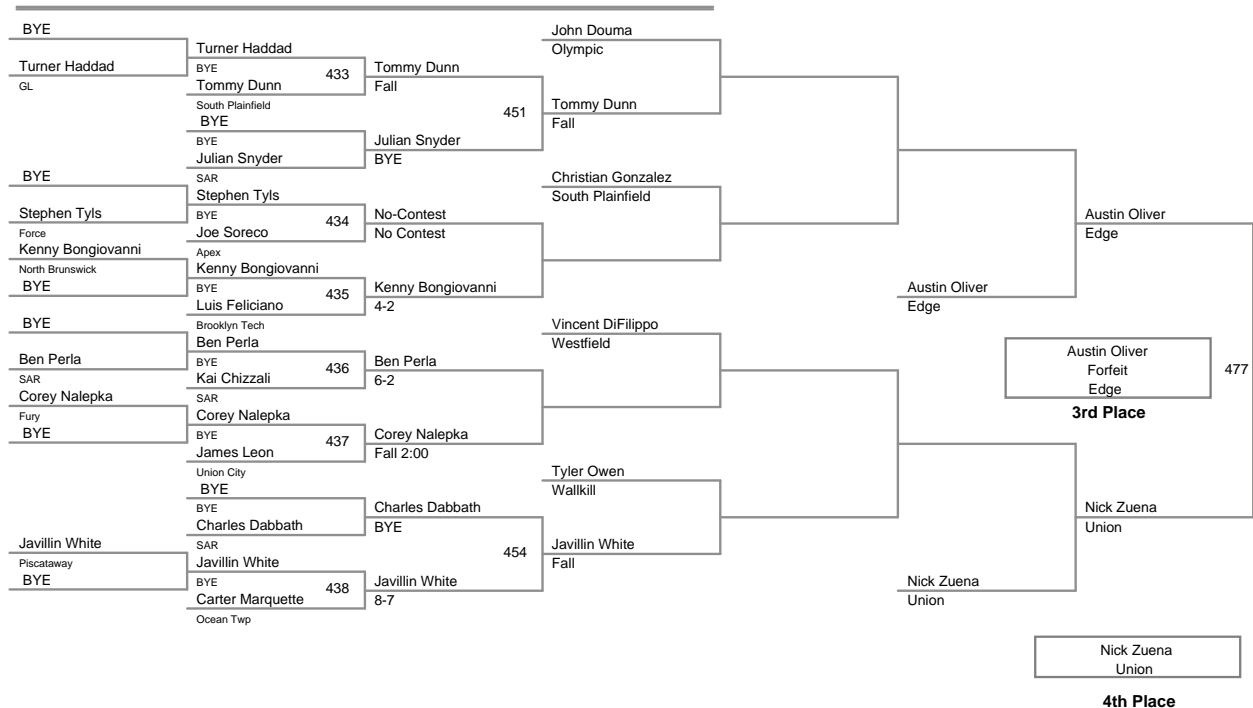 BYE
Turner Haddad
GL
BYE
Stephen Tyls
Force
Kenny Bongiovanni
North Brunswick
BYE
BYE
Ben Perla
SAR
Corey Nalepka
Fury
BYE
Javillin White
Piscataway
BYE
Turner Haddad
BYE
433
Tommy Dunn
South Plainfield
BYE
BYE
Julian Snyder
SAR
Stephen Tyls
BYE
434
Joe Soreco
Apex
Kenny Bongiovanni
BYE
435
Luis Feliciano
Brooklyn Tech
Ben Perla
BYE
436
Kai Chizzali
SAR
Corey Nalepka
BYE
437
James Leon
Union City
BYE
BYE
Charles Dabbath
SAR
Javillin White
BYE
438
Carter Marquette
Ocean Twp
Tommy Dunn
Fall
451
Julian Snyder
BYE
No-Contest
No Contest
Kenny Bongiovanni
4-2
Ben Perla
6-2
Corey Nalepka
Fall 2:00
Charles Dabbath
BYE
454
Javillin White
8-7
John Douma
Olympic
Tommy Dunn
Fall
Christian Gonzalez
South Plainfield
Vincent DiFilippo
Westfield
Tyler Owen
Wallkill
Javillin White
Fall
Austin Oliver
Edge
Nick Zuena
Union
Austin Oliver
Edge
Nick Zuena
Union
Austin Oliver
Forfeit
Edge
477
3rd Place
Nick Zuena
Union
4th Place